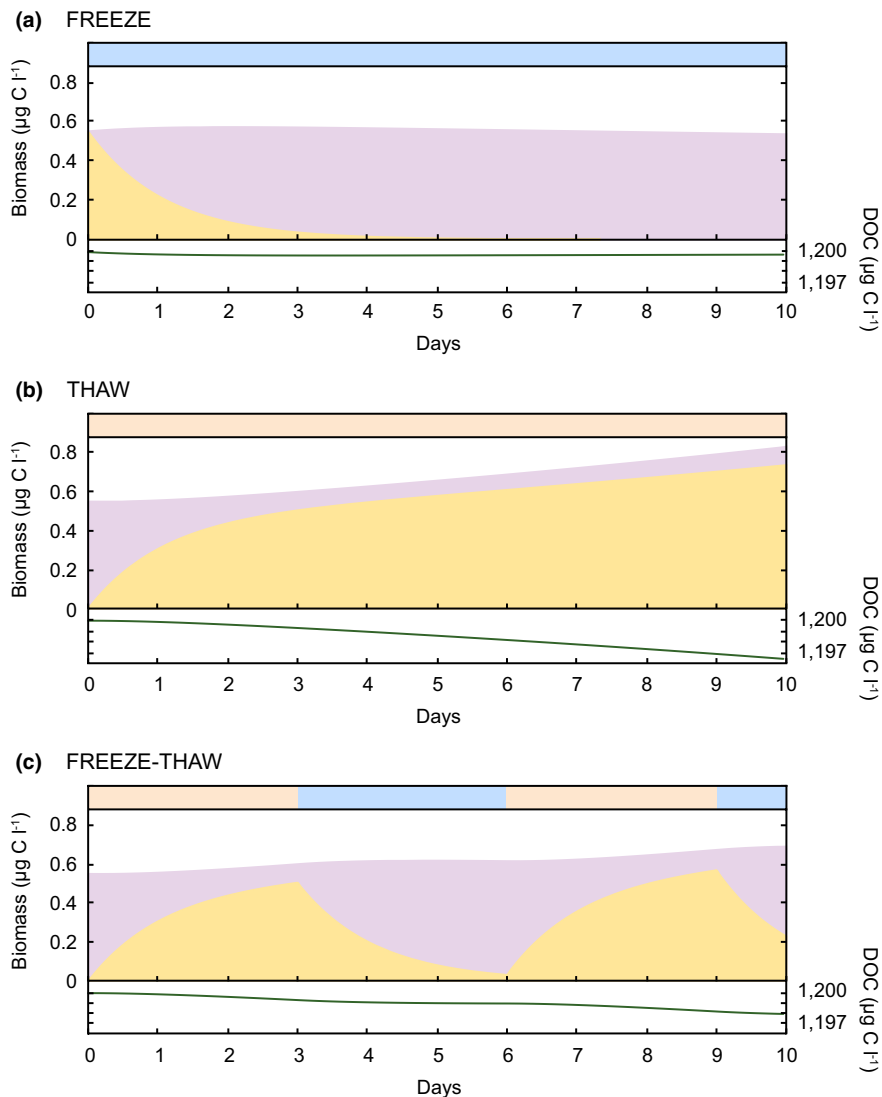 (a) FREEZE
Biomass (µg C l⁻¹)
0.8
0.6
0.4
0.2
0
DOC (µg C l⁻¹)
1,200
1,197
0 1 2 3 4 5 6 7 8 9 10
Days
(b) THAW
Biomass (µg C l⁻¹)
0.8
0.6
0.4
0.2
0
DOC (µg C l⁻¹)
1,200
1,197
0 1 2 3 4 5 6 7 8 9 10
Days
(c) FREEZE-THAW
Biomass (µg C l⁻¹)
0.8
0.6
0.4
0.2
0
DOC (µg C l⁻¹)
1,200
1,197
0 1 2 3 4 5 6 7 8 9 10
Days